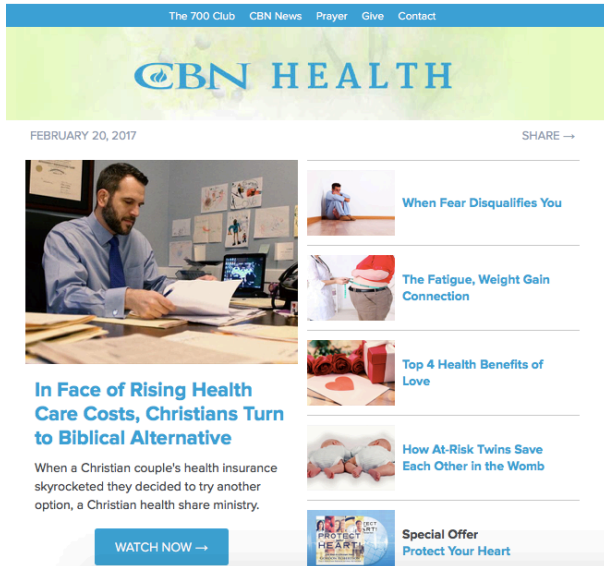 The 700 Club CBN News Prayer Give Contact
CBN HEALTH
FEBRUARY 20, 2017
SHARE →
In Face of Rising Health
Care Costs, Christians Turn
to Biblical Alternative
When a Christian couple's health insurance
skyrocketed they decided to try another
option, a Christian health share ministry.
WATCH NOW →
When Fear Disqualifies You
The Fatigue, Weight Gain
Connection
Top 4 Health Benefits of
Love
How At-Risk Twins Save
Each Other in the Womb
PROTECT
HEART!
Special Offer
Protect Your Heart